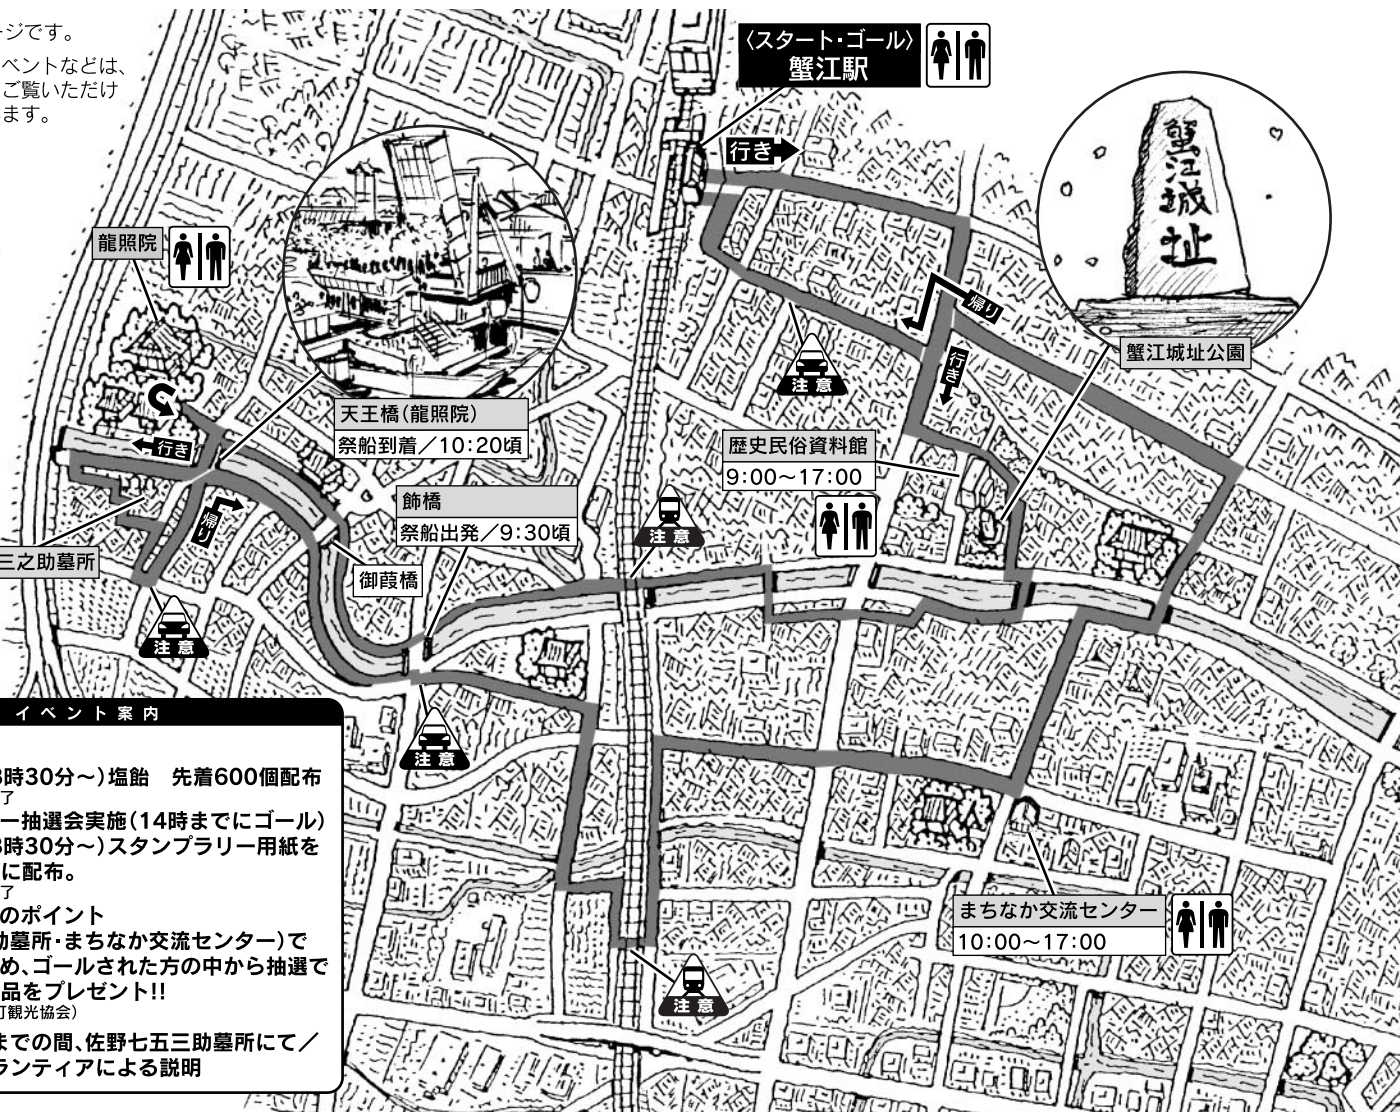 ージです。
ベントなどは、
ご覧いただけ
ます。
〈スタート・ゴール〉
蟹江駅
行き
蟹江城址
蟹江城址公園
龍照院
天王橋(龍照院)
祭船到着／10:20頃
行き
帰り
帰り
行き
注意
歴史民俗資料館
9:00〜17:00
飾橋
祭船出発／9:30頃
注意
御葭橋
三之助墓所
注意
注意
イベント案内
時30分〜)塩飴　先着600個配布
了
ー抽選会実施(14時までにゴール)
時30分〜)スタンプラリー用紙を
に配布。
了
のポイント
助墓所・まちなか交流センター)で
め、ゴールされた方の中から抽選で
品をプレゼント!!
町観光協会)
までの間、佐野七五三助墓所にて／
ランティアによる説明
まちなか交流センター
10:00〜17:00
注意